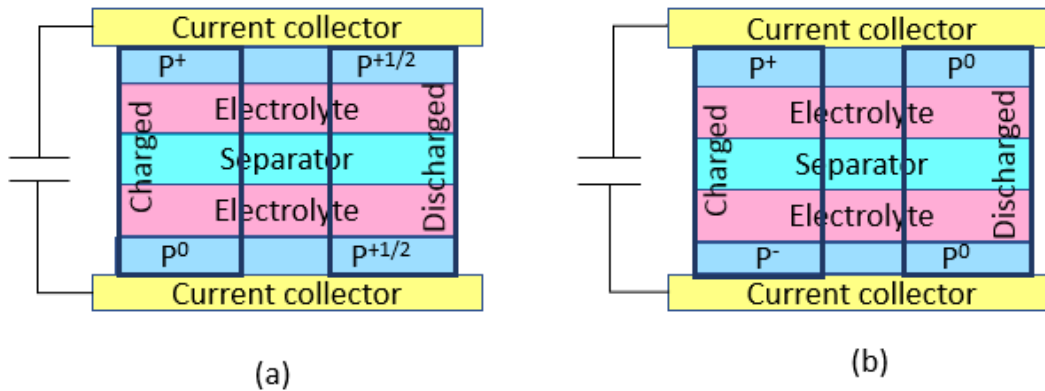 Current collector
P⁺ P⁺¹/²
Electrolyte
Separator
Electrolyte
Charged
Discharged
P⁰ P⁺¹/²
Current collector
(a)
Current collector
P⁺ P⁰
Electrolyte
Separator
Electrolyte
Charged
Discharged
P⁻ P⁰
Current collector
(b)